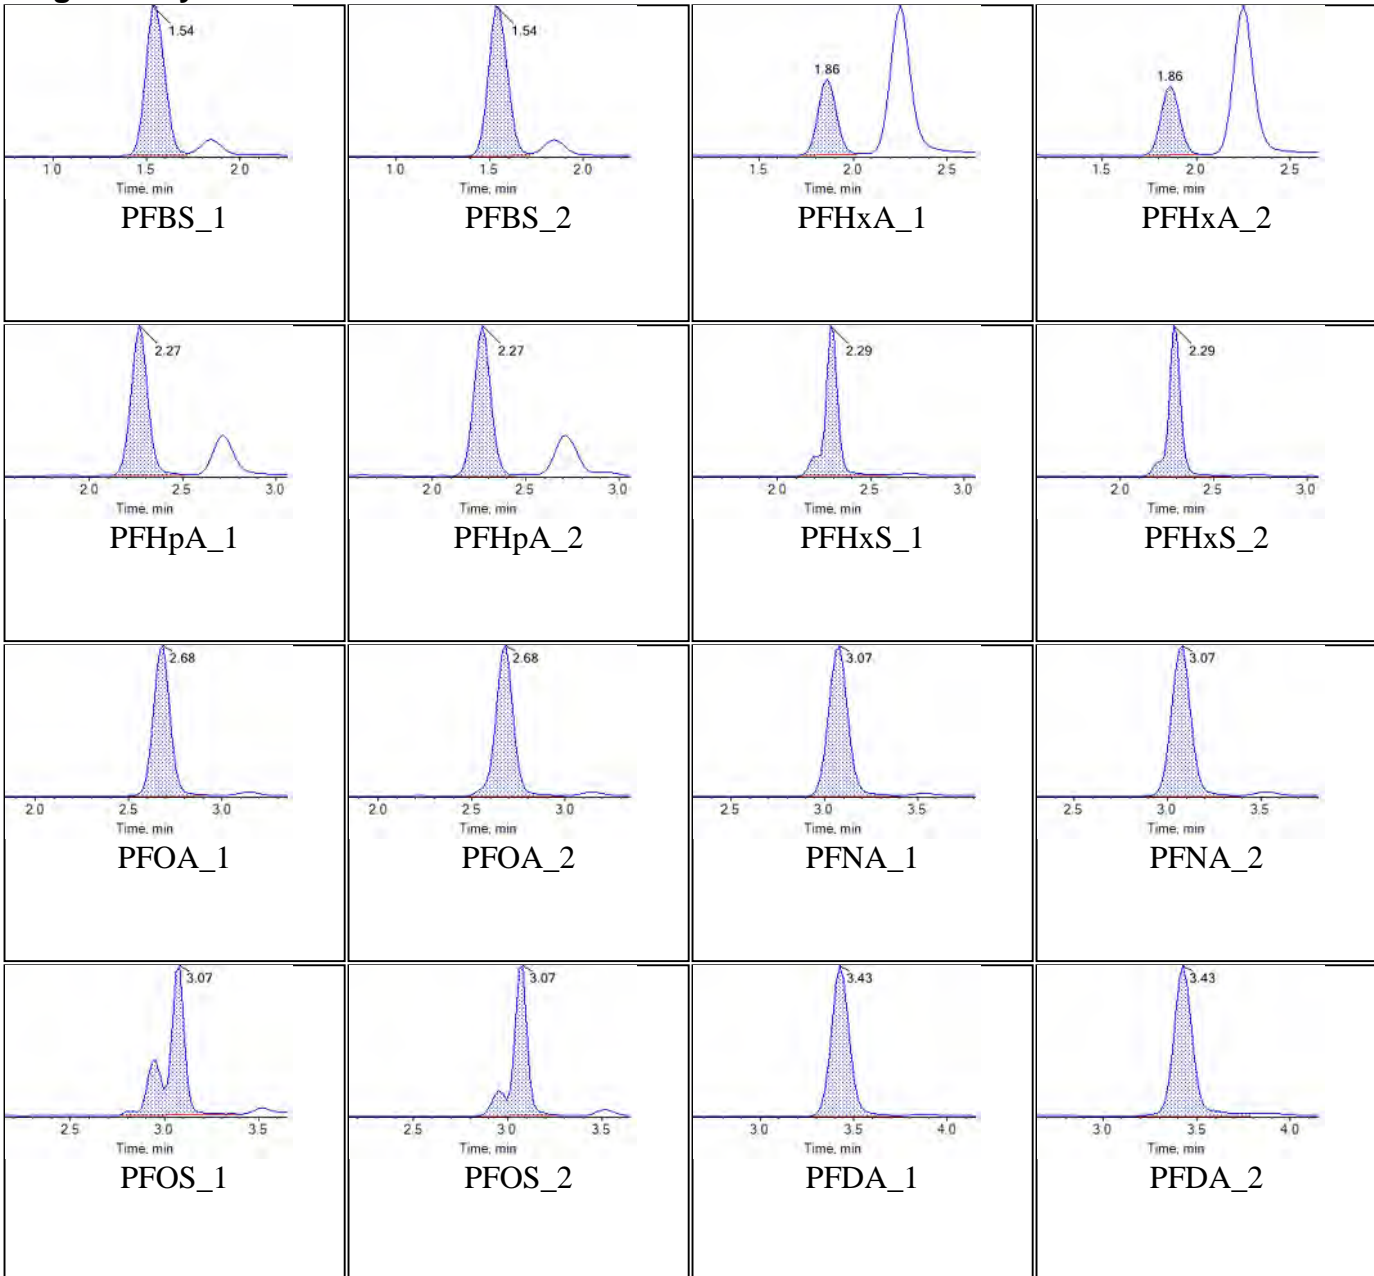 1.54 1.54 1.86 1.86
1.0 1.5 2.0 1.0 1.5 2.0 1.5 2.0 2.5 1.5 2.0 2.5
Time, min Time, min Time, min Time, min
PFBS_1 PFBS_2 PFHxA_1 PFHxA_2
2.27 2.27 2.29 2.29
2.0 2.5 3.0 2.0 2.5 3.0 2.0 2.5 3.0 2.0 2.5 3.0
Time, min Time, min Time, min Time, min
PFHpA_1 PFHpA_2 PFHxS_1 PFHxS_2
2.68 2.68 3.07 3.07
2.0 2.5 3.0 2.0 2.5 3.0 2.5 3.0 3.5 2.5 3.0 3.5
Time, min Time, min Time, min Time, min
PFOA_1 PFOA_2 PFNA_1 PFNA_2
3.07 3.07 3.43 3.43
2.5 3.0 3.5 2.5 3.0 3.5 3.0 3.5 4.0 3.0 3.5 4.0
Time, min Time, min Time, min Time, min
PFOS_1 PFOS_2 PFDA_1 PFDA_2